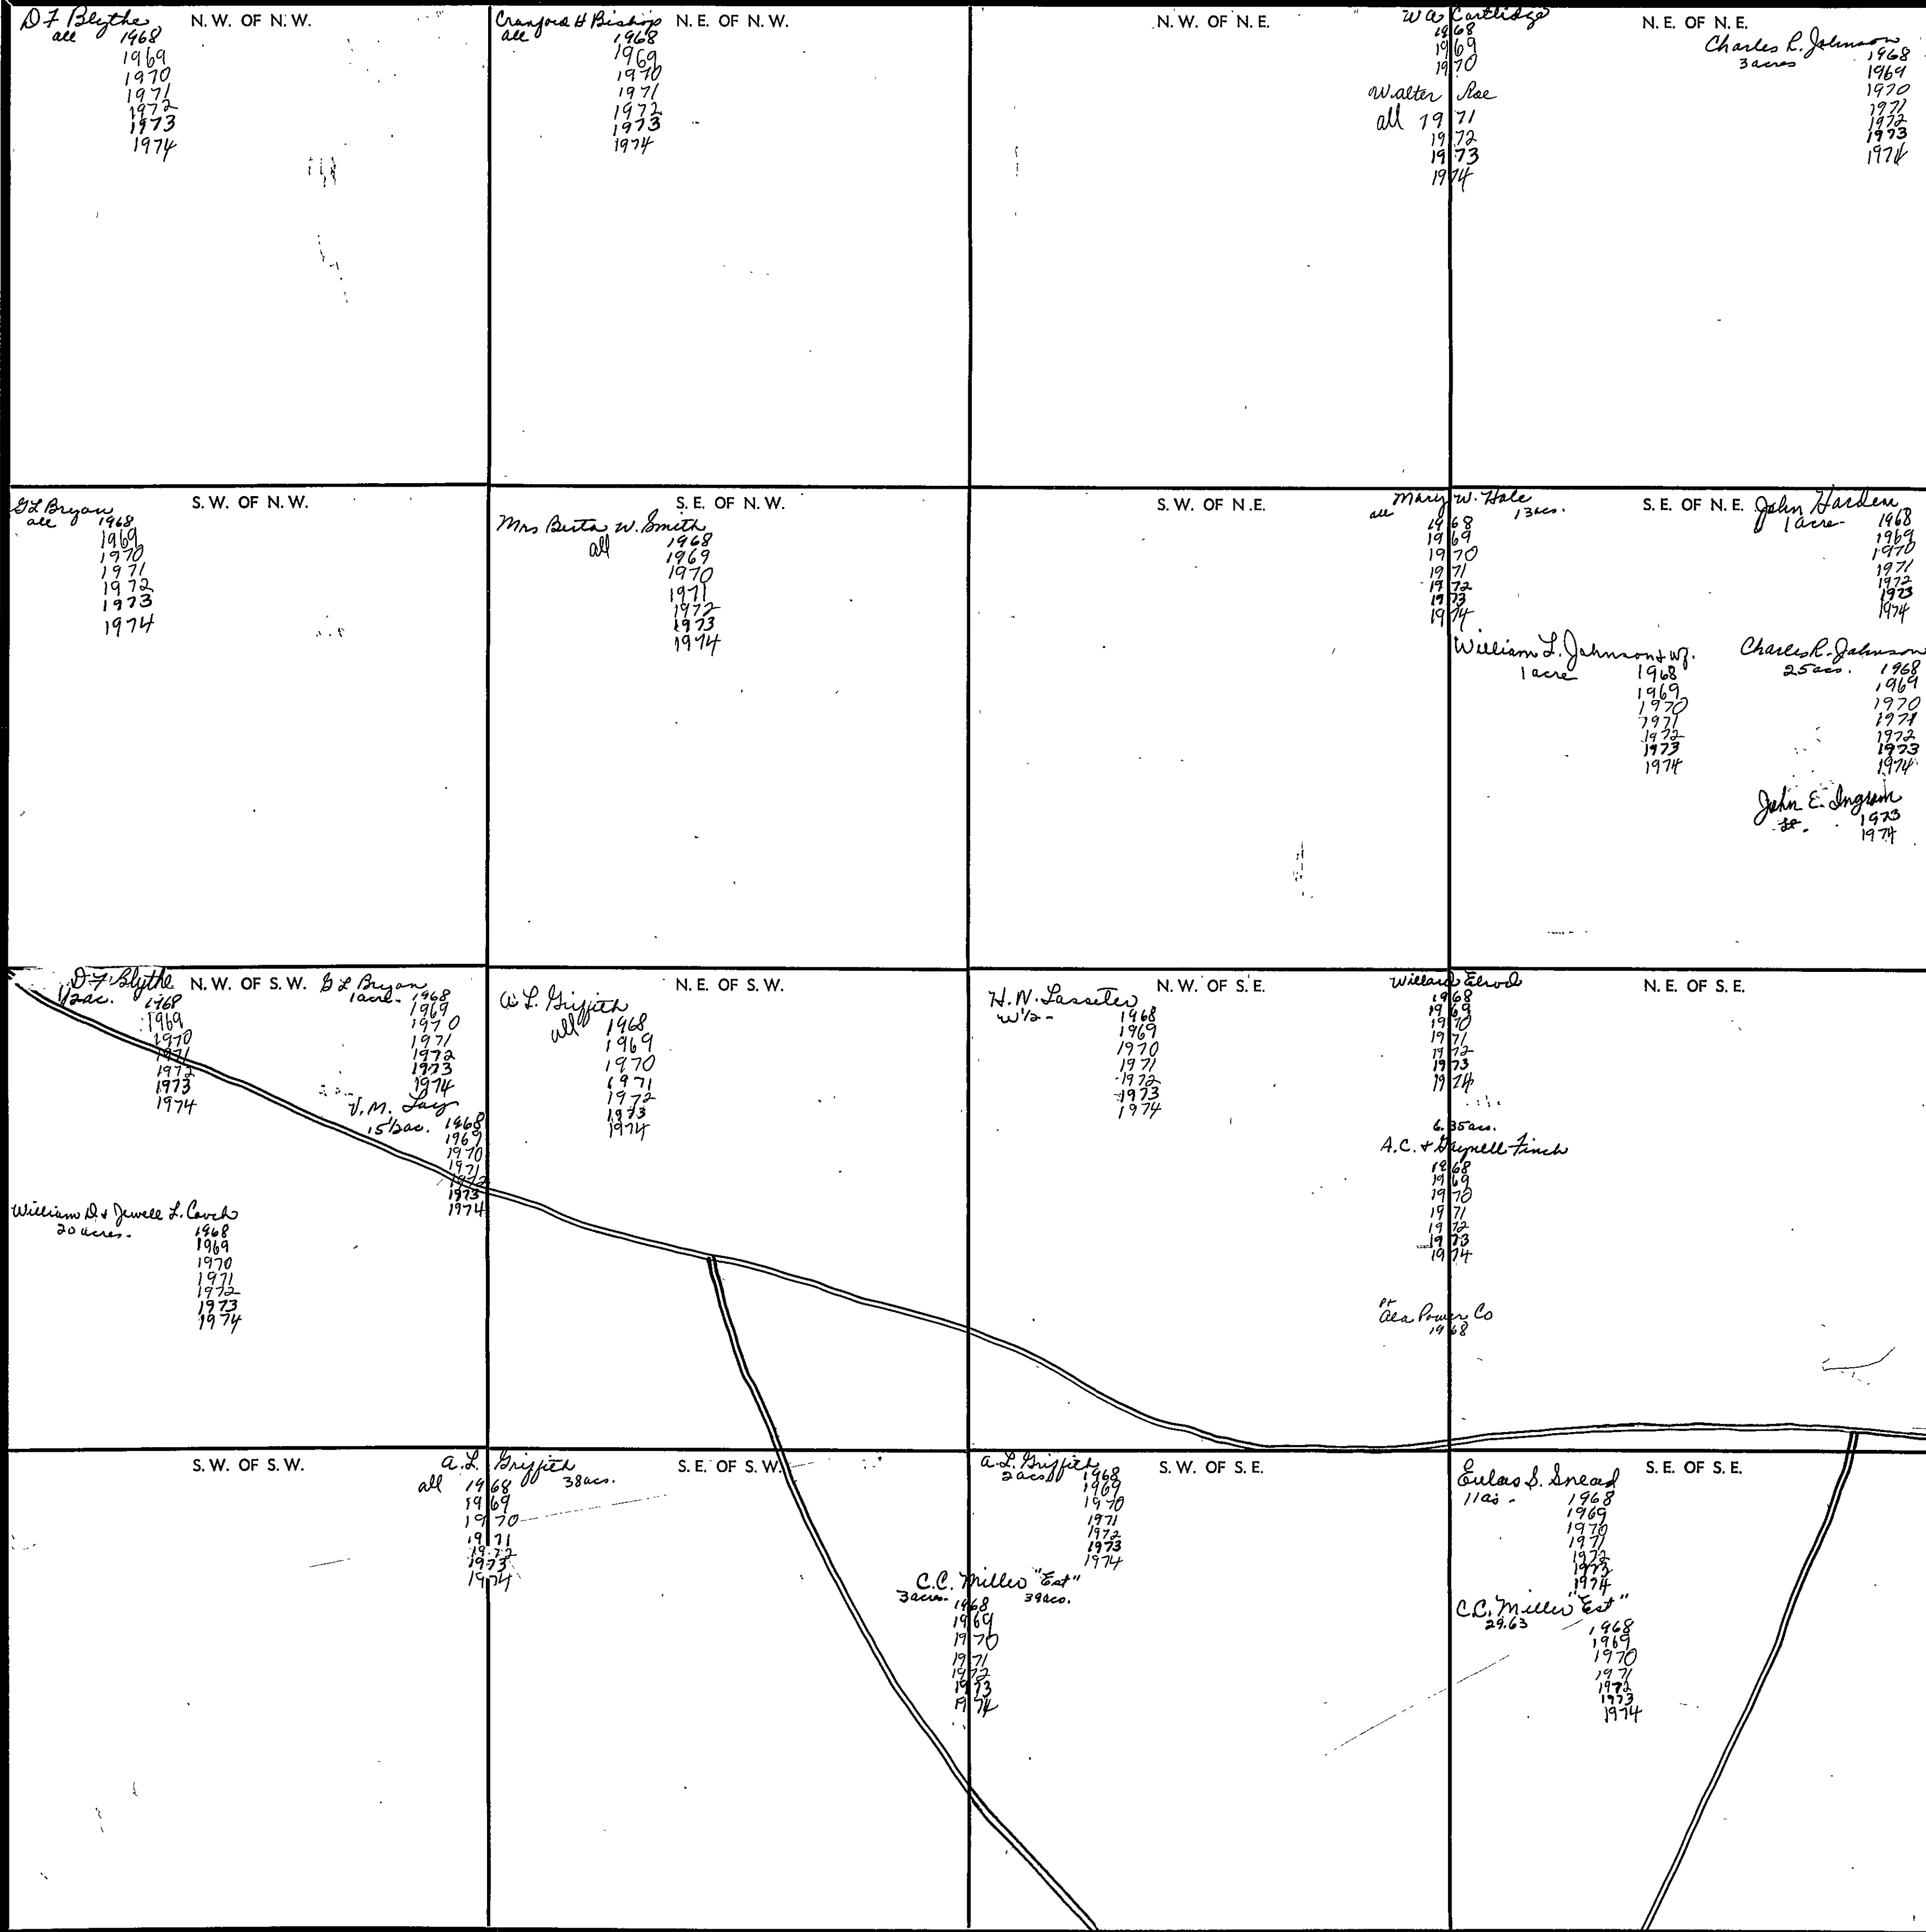 D F Blythe N. W. OF N. W.
all 1968
1969
1970
1971
1972
1973
1974
Cranford H Bishop N. E. OF N. W.
all 1968
1969
1970
1971
1972
1973
1974
N. W. OF N. E.
W A Cartlidge
1968
1969
1970
Walter Roe
all 1971
1972
1973
1974
N. E. OF N. E.
Charles R. Johnson
3 acres 1968
1969
1970
1971
1972
1973
1974
S. W. OF N. W.
G L Bryan
all 1968
1969
1970
1971
1972
1973
1974
S. E. OF N. W.
Mrs Berta W. Smith
all 1968
1969
1970
1971
1972
1973
1974
S. W. OF N. E.
Mary W. Hale
all 13 acs.
1968
1969
1970
1971
1972
1973
1974
S. E. OF N. E. John Harden
1 acre - 1968
1969
1970
1971
1972
1973
1974
William L. Johnson & wf.
1 acre 1968
1969
1970
1971
1972
1973
1974
Charles R. Johnson
25 acs. 1968
1969
1970
1971
1972
1973
1974
John E. Ingram
1973
1974
D F Blythe N. W. OF S. W.
1/2 ac. 1968
1969
1970
1971
1972
1973
1974
G L Bryan
1 acre - 1968
1969
1970
1971
1972
1973
1974
V. M. Lay
15 1/2 ac. 1968
1969
1970
1971
1972
1973
1974
William D. & Jewell L. Couch
20 acres - 1968
1969
1970
1971
1972
1973
1974
N. E. OF S. W.
A L. Griffith
all 1968
1969
1970
1971
1972
1973
1974
N. W. OF S. E.
H. N. Lasseter
W 1/2 - 1968
1969
1970
1971
1972
1973
1974
Willard Elrod
1968
1969
1970
1971
1972
1973
1974
6.35 acs.
A.C. & Gaynell Finch
1968
1969
1970
1971
1972
1973
1974
pt
Ala Power Co
1968
N. E. OF S. E.
S. W. OF S. W.
A. L. Griffith
all 1968 38 acs.
1969
1970
1971
1972
1973
1974
S. E. OF S. W.
A. L. Griffith
2 acs 1968
1969
1970
1971
1972
1973
1974
S. W. OF S. E.
C.C. Miller "Est"
3 acres - 1968 39 acs.
1969
1970
1971
1972
1973
1974
S. E. OF S. E.
Eulas S. Snead
11 as - 1968
1969
1970
1971
1972
1973
1974
C.C. Miller "Est"
29.63 1968
1969
1970
1971
1972
1973
1974